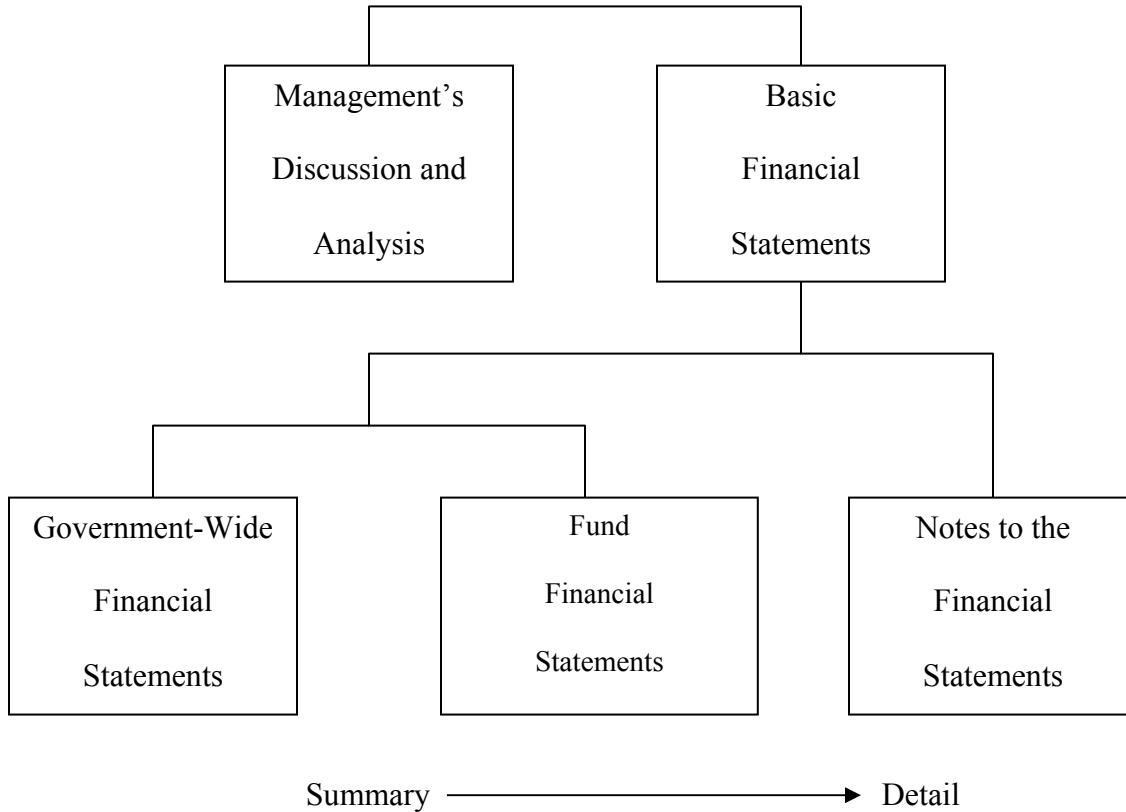 Management’s
Discussion and
Analysis
Basic
Financial
Statements
Government-Wide
Financial
Statements
Fund
Financial
Statements
Notes to the
Financial
Statements
Summary
Detail